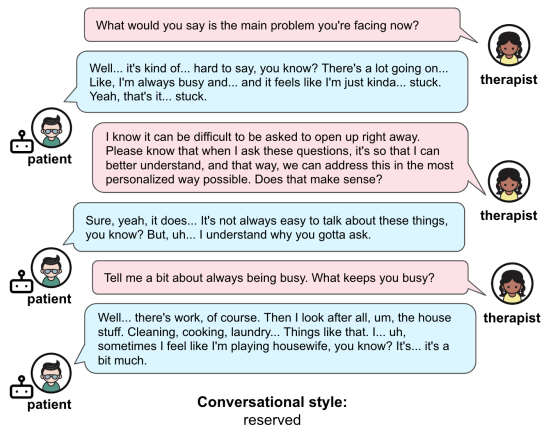 What would you say is the main problem you're facing now?
therapist
Well... it's kind of... hard to say, you know? There's a lot going on...
Like, I'm always busy and... and it feels like I'm just kinda... stuck.
Yeah, that's it... stuck.
patient
I know it can be difficult to be asked to open up right away.
Please know that when I ask these questions, it's so that I can
better understand, and that way, we can address this in the most
personalized way possible. Does that make sense?
therapist
Sure, yeah, it does... It's not always easy to talk about these things,
you know? But, uh... I understand why you gotta ask.
patient
Tell me a bit about always being busy. What keeps you busy?
therapist
Well... there's work, of course. Then I look after all, um, the house
stuff. Cleaning, cooking, laundry... Things like that. I... uh,
sometimes I feel like I'm playing housewife, you know? It's... it's a
bit much.
patient
Conversational style:
reserved